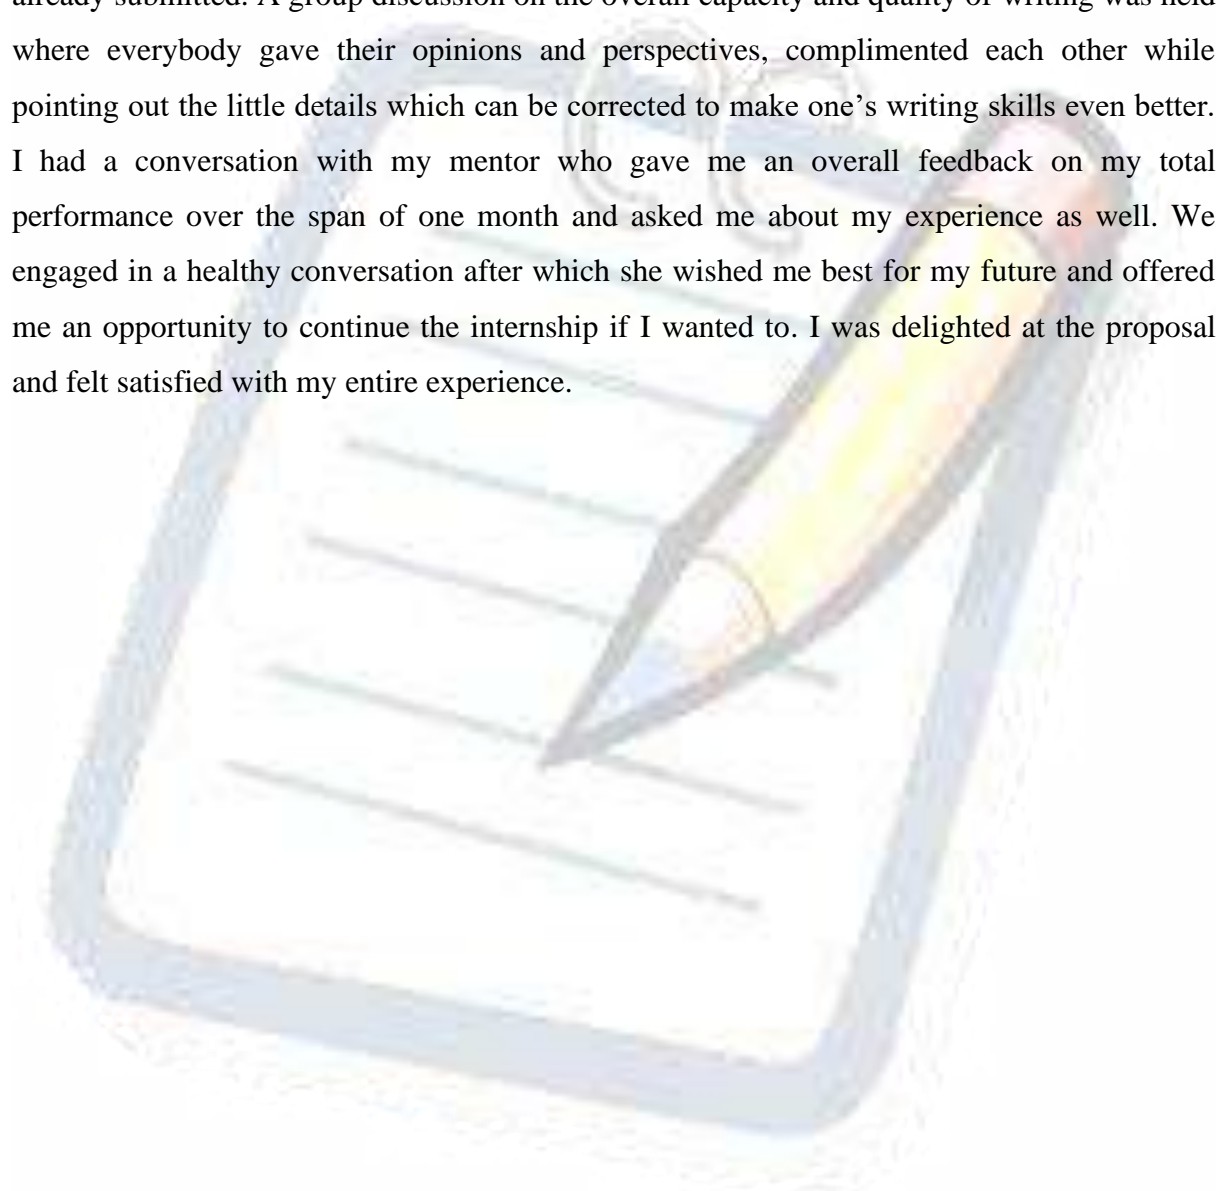 already submitted. A group discussion on the overall capacity and quality of writing was held
where everybody gave their opinions and perspectives, complimented each other while
pointing out the little details which can be corrected to make one’s writing skills even better.
I had a conversation with my mentor who gave me an overall feedback on my total
performance over the span of one month and asked me about my experience as well. We
engaged in a healthy conversation after which she wished me best for my future and offered
me an opportunity to continue the internship if I wanted to. I was delighted at the proposal
and felt satisfied with my entire experience.